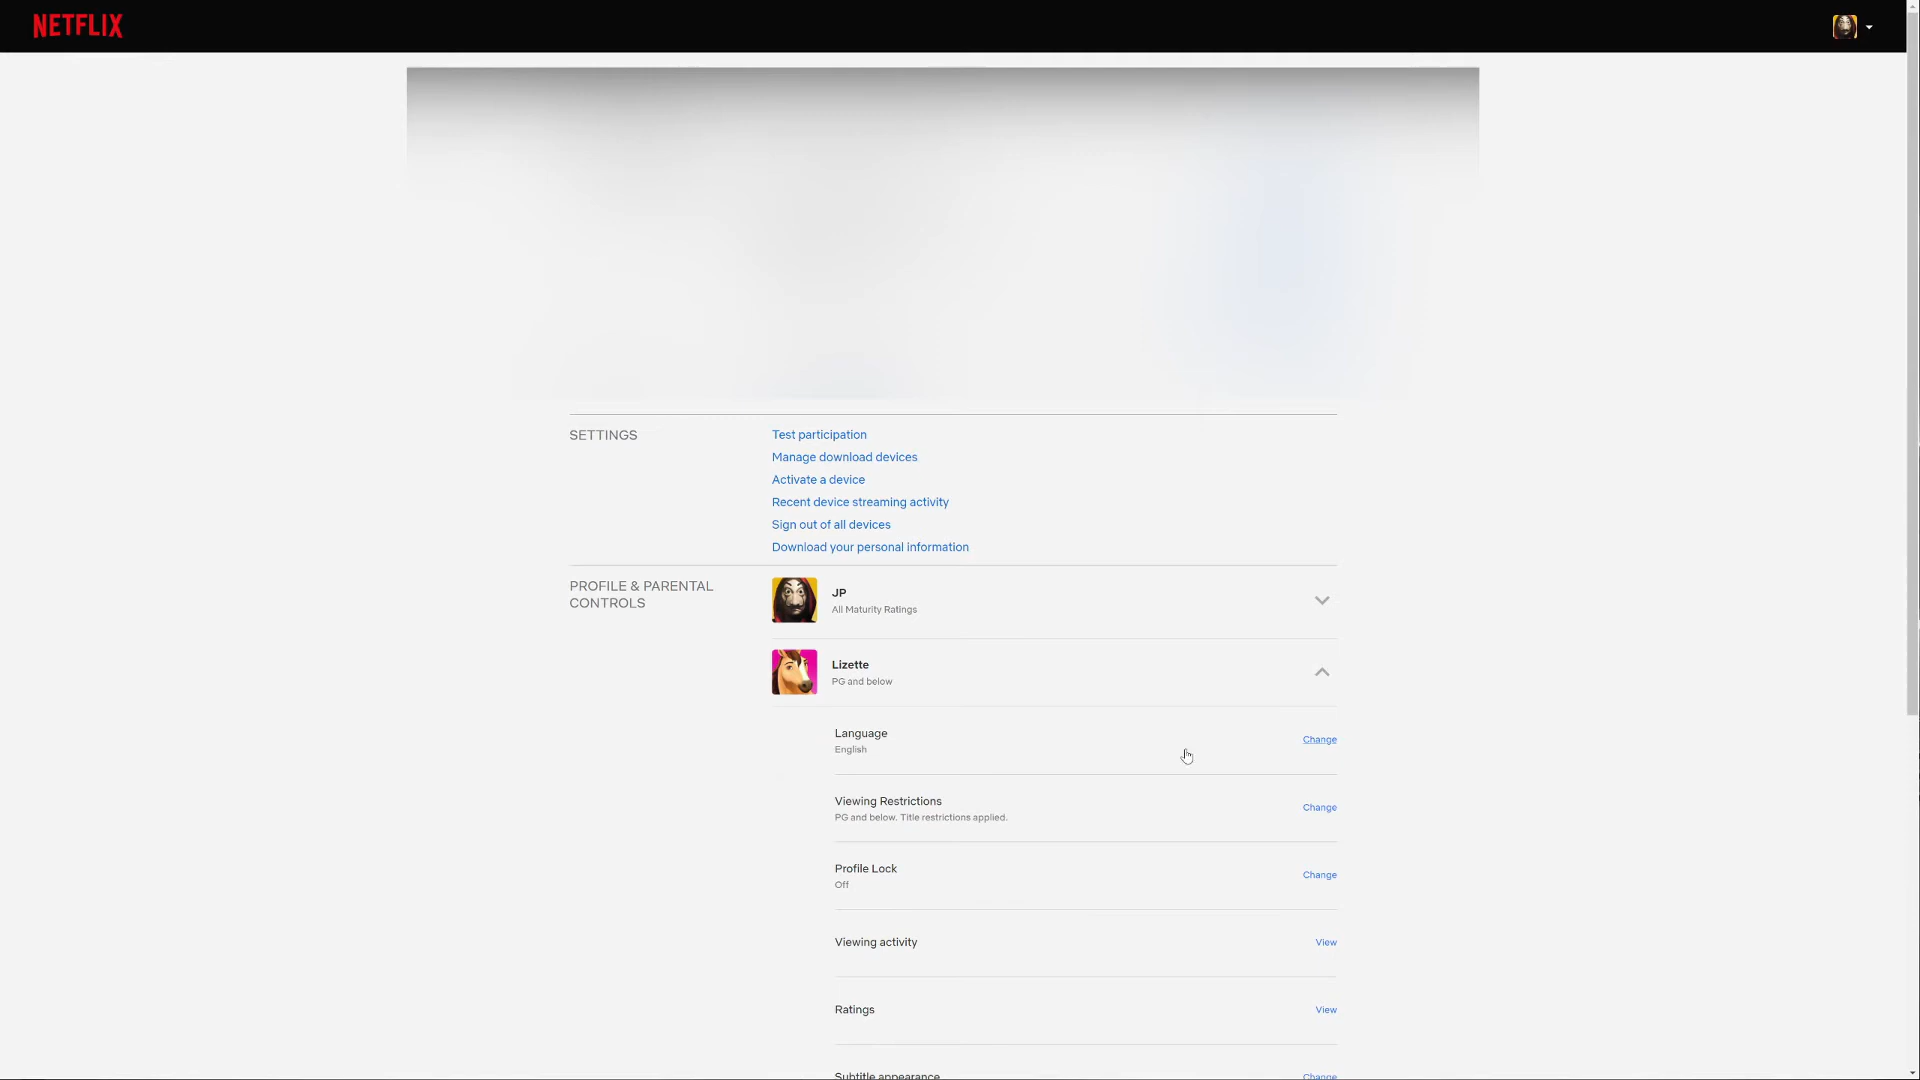 NETFLIX
SETTINGS
Test participation
Manage download devices
Activate a device
Recent device streaming activity
Sign out of all devices
Download your personal information
PROFILE & PARENTAL
CONTROLS
JP
All Maturity Ratings
Lizette
PG and below
Language
English
Change
Viewing Restrictions
PG and below. Title restrictions applied.
Change
Profile Lock
Off
Change
Viewing activity
View
Ratings
View
Subtitle appearance
Change